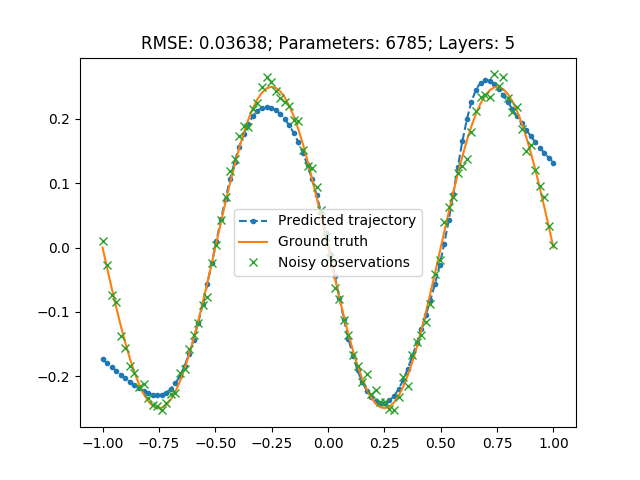 RMSE: 0.03638; Parameters: 6785; Layers: 5
0.2
0.1
0.0
−0.1
−0.2
Predicted trajectory
Ground truth
Noisy observations
−1.00 −0.75 −0.50 −0.25 0.00 0.25 0.50 0.75 1.00